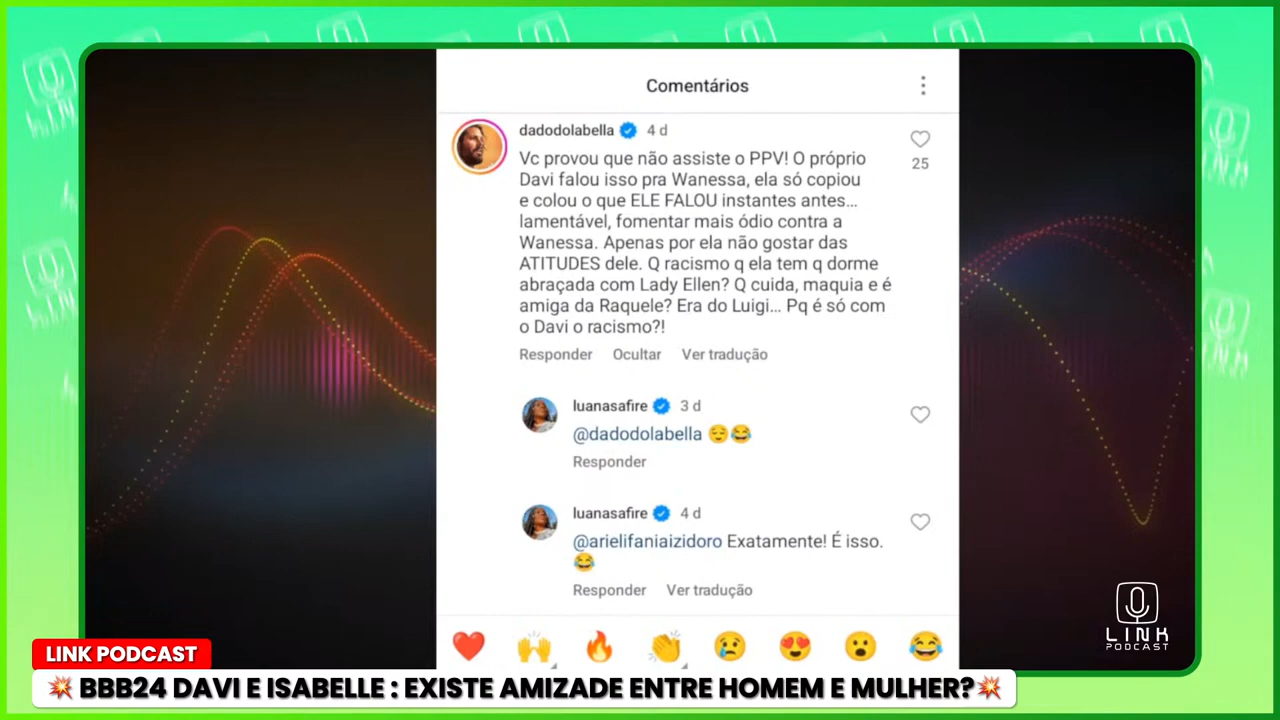 Comentários
dadodolabella 4 d
Vc provou que não assiste o PPV! O próprio
Davi falou isso pra Wanessa, ela só copiou
e colou o que ELE FALOU instantes antes...
lamentável, fomentar mais ódio contra a
Wanessa. Apenas por ela não gostar das
ATITUDES dele. Q racismo q ela tem q dorme
abraçada com Lady Ellen? Q cuida, maquia e é
amiga da Raquele? Era do Luigi... Pq é só com
o Davi o racismo?!
25
Responder Ocultar Ver tradução
luanasafire 3 d
@dadodolabella 😌😂
Responder
luanasafire 4 d
@arielifaniaizidoro Exatamente! É isso.
😂
Responder Ver tradução
❤️ 🙌 🔥 👏 😢 😍 😮 😂
LINK
PODCAST
LINK PODCAST
💥 BBB24 DAVI E ISABELLE : EXISTE AMIZADE ENTRE HOMEM E MULHER?💥